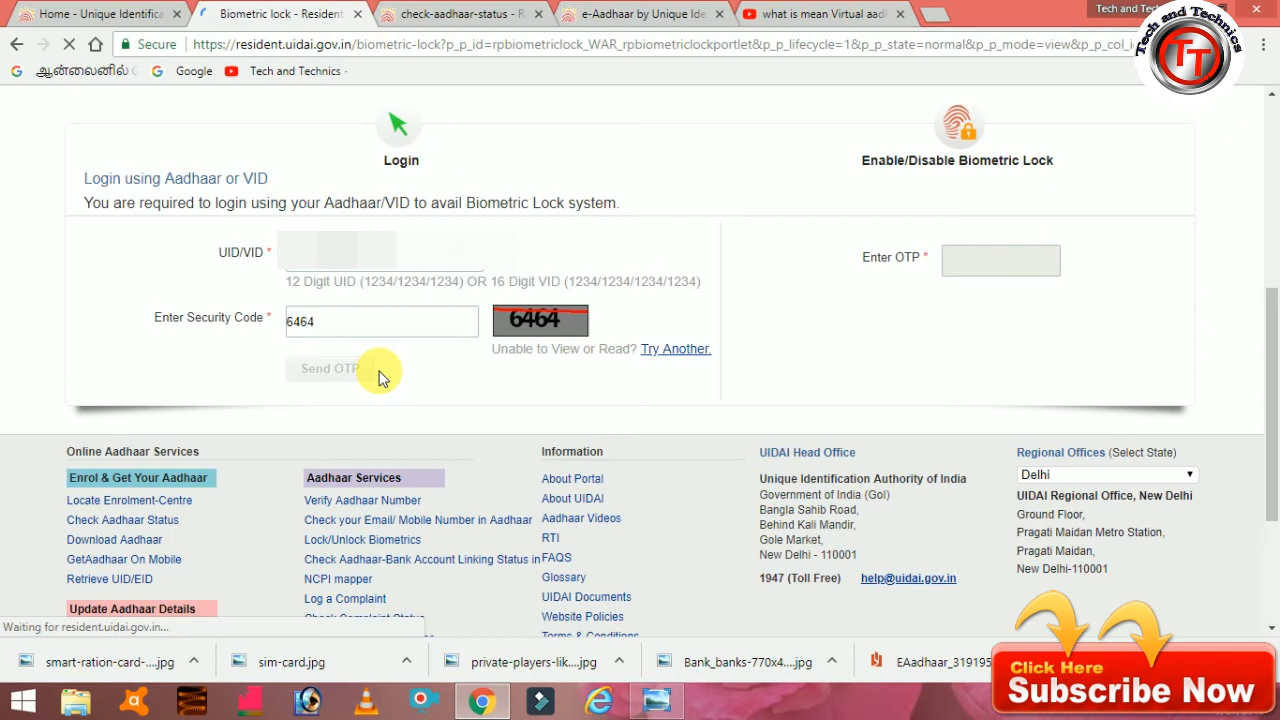 Home - Unique Identifica
Biometric lock - Resident
check-aadhaar-status - R
e-Aadhaar by Unique Ide
what is mean Virtual aad
Tech and Tec
Tech and Technics
TT
Secure
https://resident.uidai.gov.in/biometric-lock?p_p_id=biometriclock_WAR_rpbiometriclockportlet&p_p_lifecycle=1&p_p_state=normal&p_p_mode=view&p_p_col_i
ஆன்லைனில்
Google
Tech and Technics -
Login
Enable/Disable Biometric Lock
Login using Aadhaar or VID
You are required to login using your Aadhaar/VID to avail Biometric Lock system.
UID/VID *
12 Digit UID (1234/1234/1234) OR 16 Digit VID (1234/1234/1234/1234)
Enter OTP *
Enter Security Code *
6464
6464
Unable to View or Read? Try Another.
Send OTP
Online Aadhaar Services
Enrol & Get Your Aadhaar
Locate Enrolment-Centre
Check Aadhaar Status
Download Aadhaar
GetAadhaar On Mobile
Retrieve UID/EID
Update Aadhaar Details
Aadhaar Services
Verify Aadhaar Number
Check your Email/ Mobile Number in Aadhaar
Lock/Unlock Biometrics
Check Aadhaar-Bank Account Linking Status in
NCPI mapper
Log a Complaint
Check Complaint Status
Information
About Portal
About UIDAI
Aadhaar Videos
RTI
FAQS
Glossary
UIDAI Documents
Website Policies
Terms & Conditions
UIDAI Head Office
Unique Identification Authority of India
Government of India (GoI)
Bangla Sahib Road,
Behind Kali Mandir,
Gole Market,
New Delhi - 110001
1947 (Toll Free)
help@uidai.gov.in
Regional Offices (Select State)
Delhi
UIDAI Regional Office, New Delhi
Ground Floor,
Pragati Maidan Metro Station,
Pragati Maidan,
New Delhi-110001
Waiting for resident.uidai.gov.in...
smart-ration-card-....jpg
sim-card.jpg
private-players-lik....jpg
Bank_banks-770x4....jpg
EAadhaar_319195
Click Here
Subscribe Now